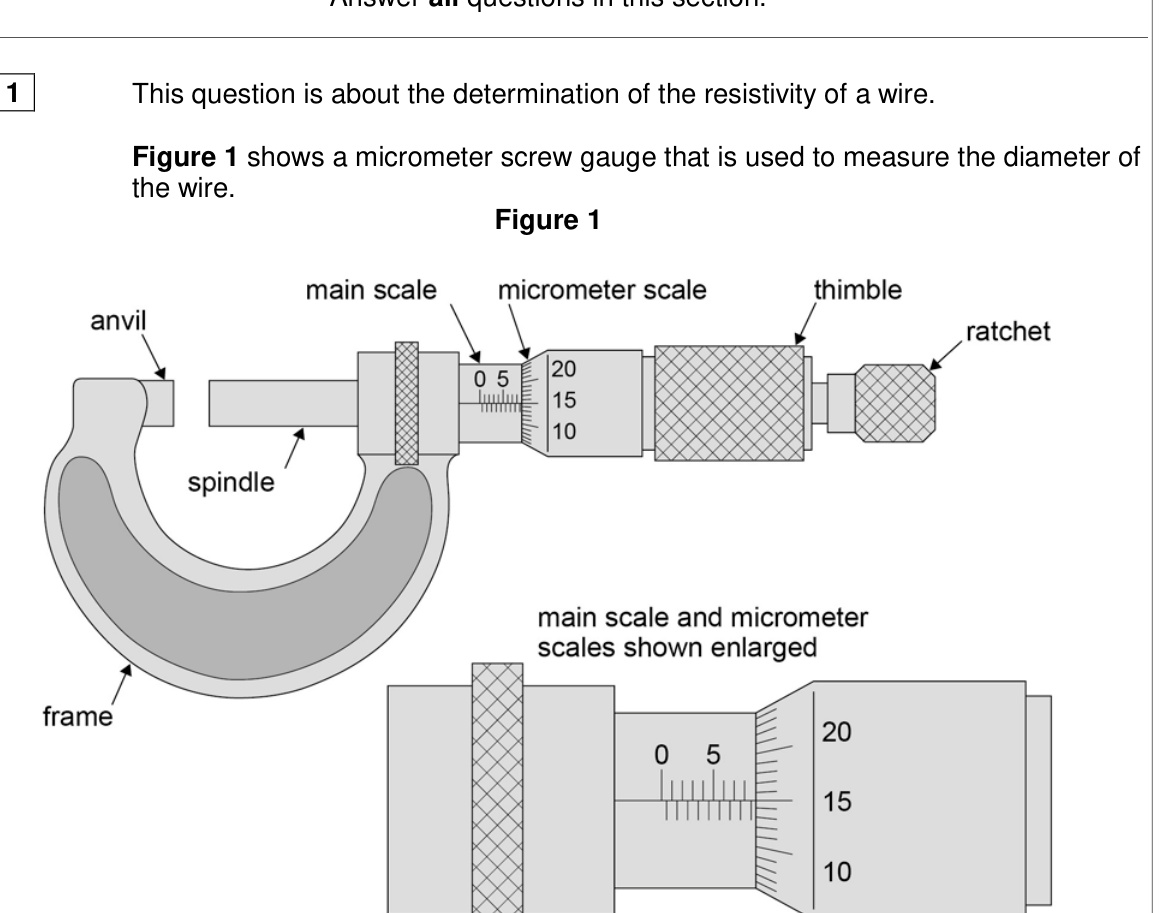 Answer all questions in this section.
1
This question is about the determination of the resistivity of a wire.
Figure 1 shows a micrometer screw gauge that is used to measure the diameter of
the wire.
Figure 1
main scale
micrometer scale
thimble
anvil
ratchet
0 5
20
15
10
spindle
frame
main scale and micrometer
scales shown enlarged
0 5
20
15
10